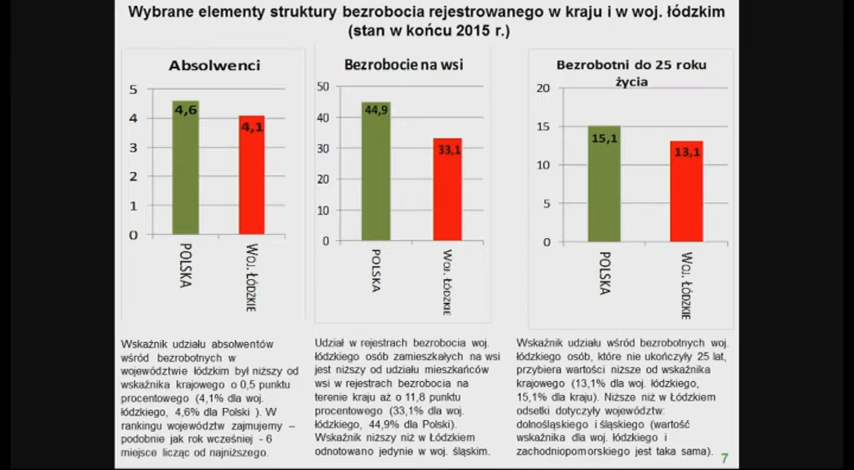 Wybrane elementy struktury bezrobocia rejestrowanego w kraju i w woj. łódzkim
(stan w końcu 2015 r.)
Absolwenci
5
4
3
2
1
0
4,6
4,1
POLSKA
WOJ. ŁÓDZKIE
Bezrobocie na wsi
50
40
30
20
10
0
44,9
33,1
POLSKA
WOJ. ŁÓDZKIE
Bezrobotni do 25 roku
życia
20
15
10
5
0
15,1
13,1
POLSKA
WOJ. ŁÓDZKIE
Wskaźnik udziału absolwentów
wśród bezrobotnych w
województwie łódzkim był niższy od
wskaźnika krajowego o 0,5 punktu
procentowego (4,1% dla woj.
łódzkiego, 4,6% dla Polski ). W
rankingu województw zajmujemy –
podobnie jak rok wcześniej - 6
miejsce licząc od najniższego.
Udział w rejestrach bezrobocia woj.
łódzkiego osób zamieszkałych na wsi
jest niższy od udziału mieszkańców
wsi w rejestrach bezrobocia na
terenie kraju aż o 11,8 punktu
procentowego (33,1% dla woj.
łódzkiego, 44,9% dla Polski).
Wskaźnik niższy niż w Łódzkiem
odnotowano jedynie w woj. śląskim.
Wskaźnik udziału wśród bezrobotnych woj.
łódzkiego osób, które nie ukończyły 25 lat,
przybiera wartości niższe od wskaźnika
krajowego (13,1% dla woj. łódzkiego,
15,1% dla kraju). Niższe niż w Łódzkiem
odsetki dotyczyły województw:
dolnośląskiego i śląskiego (wartość
wskaźnika dla woj. łódzkiego i
zachodniopomorskiego jest taka sama).
7